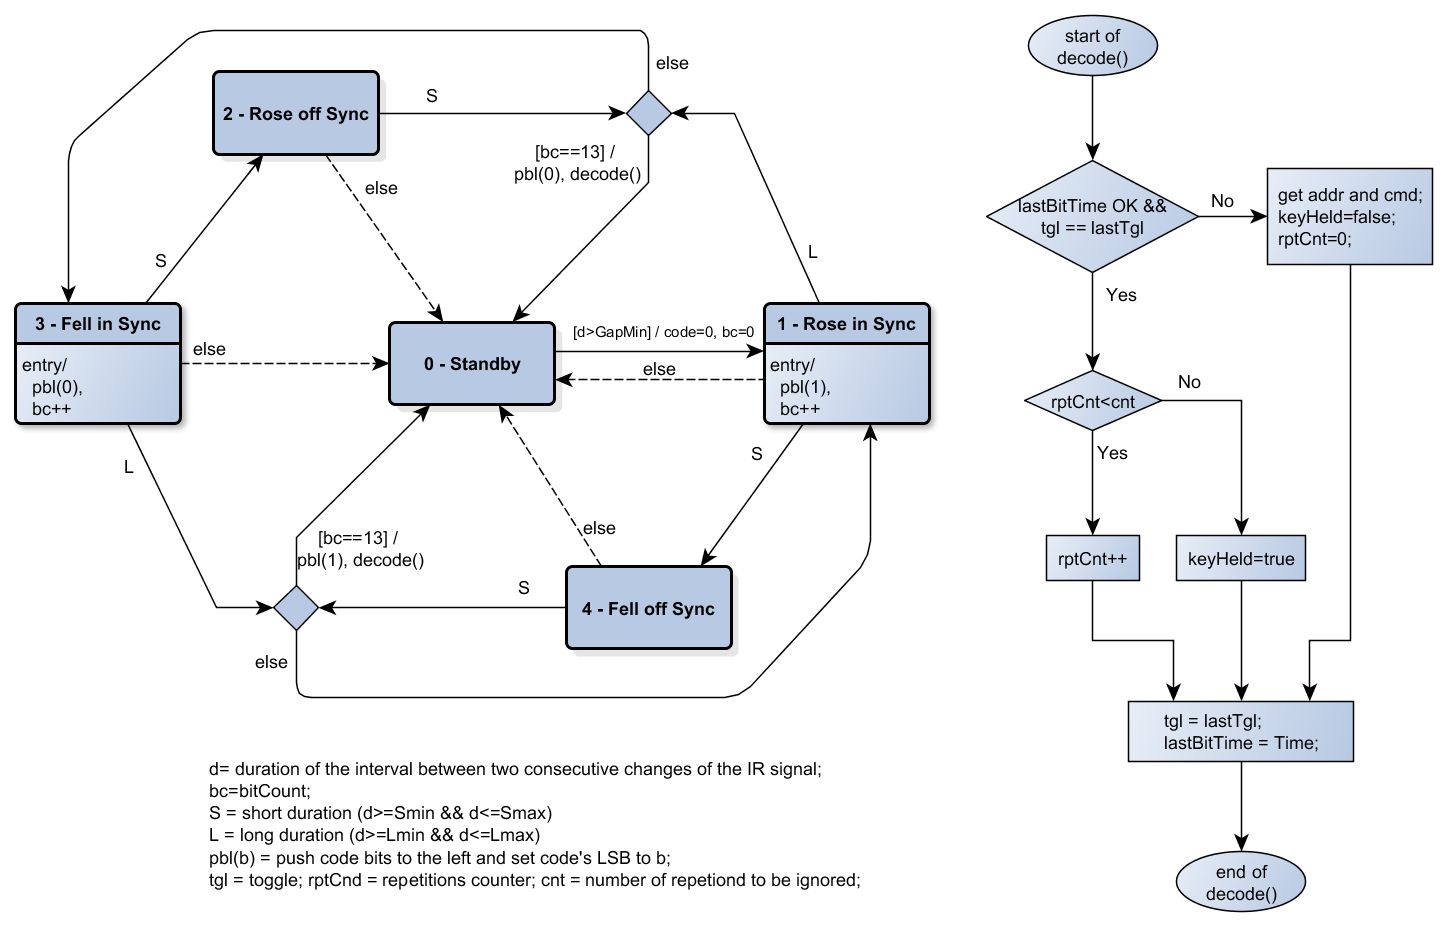 else
2 - Rose off Sync
S
[bc==13] /
pbl(0), decode()
else
S
L
3 - Fell in Sync
entry/
pbl(0),
bc++
else
0 - Standby
[d>GapMin] / code=0, bc=0
else
1 - Rose in Sync
entry/
pbl(1),
bc++
L
S
[bc==13] /
pbl(1), decode()
else
S
4 - Fell off Sync
else
d= duration of the interval between two consecutive changes of the IR signal;
bc=bitCount;
S = short duration (d>=Smin && d<=Smax)
L = long duration (d>=Lmin && d<=Lmax)
pbl(b) = push code bits to the left and set code's LSB to b;
tgl = toggle; rptCnd = repetitions counter; cnt = number of repetiond to be ignored;
start of
decode()
lastBitTime OK &&
tgl == lastTgl
No
get addr and cmd;
keyHeld=false;
rptCnt=0;
Yes
rptCnt<cnt
No
Yes
rptCnt++
keyHeld=true
tgl = lastTgl;
lastBitTime = Time;
end of
decode()